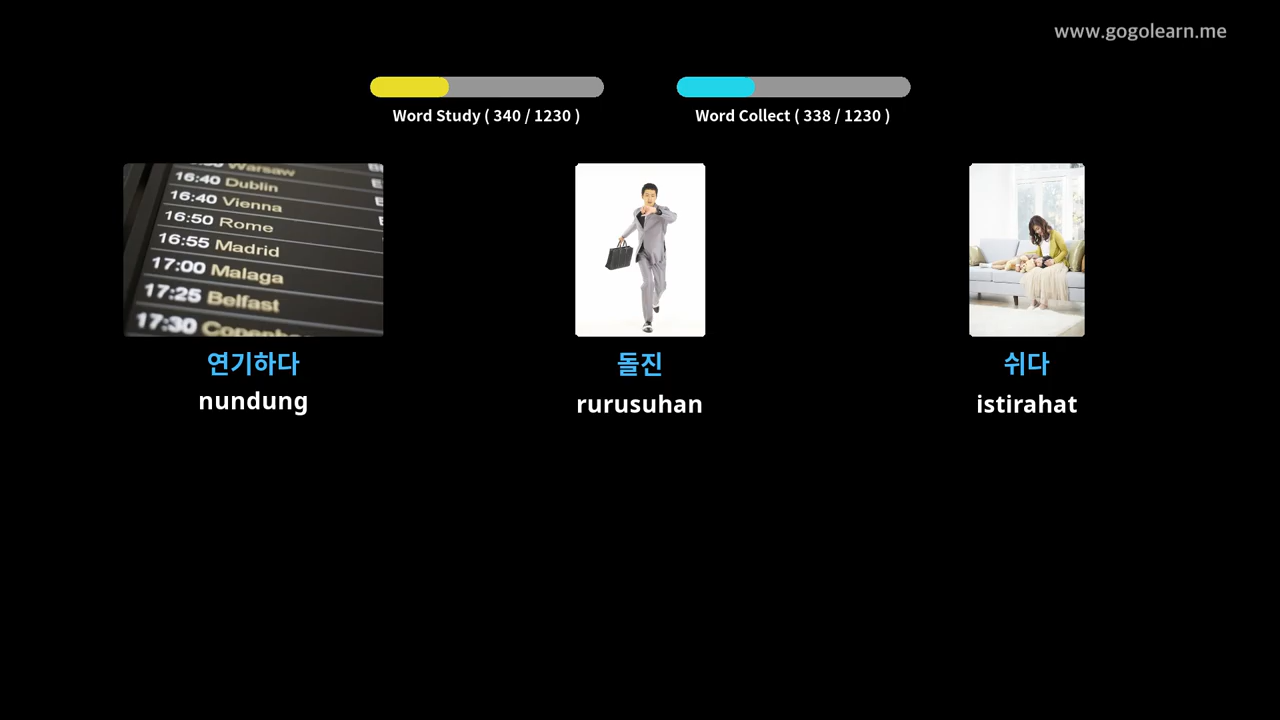 www.gogolearn.me
Word Study ( 340 / 1230 )
Word Collect ( 338 / 1230 )
Warsaw
16:40 Dublin
16:40 Vienna
16:50 Rome
16:55 Madrid
17:00 Malaga
17:25 Belfast
17:30
연기하다
돌진
쉬다
nundung
rurusuhan
istirahat